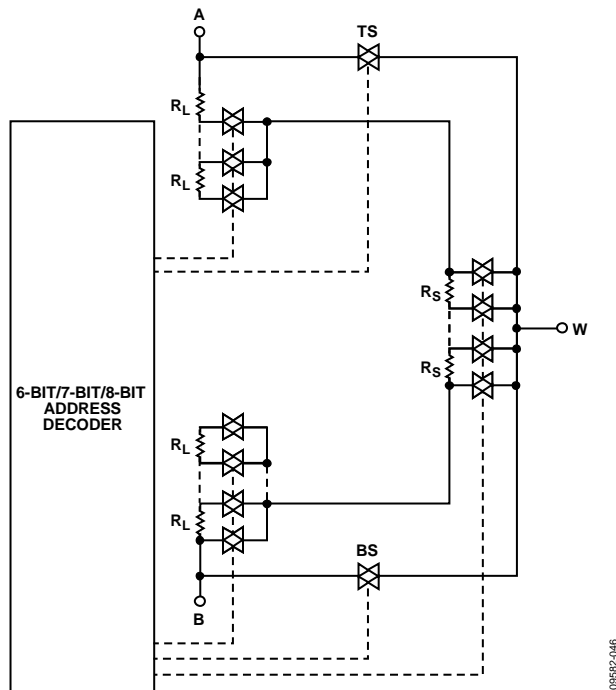 A
TS
RL
RL
RS
W
RS
6-BIT/7-BIT/8-BIT
ADDRESS
DECODER
RL
RL
BS
B
09582-046